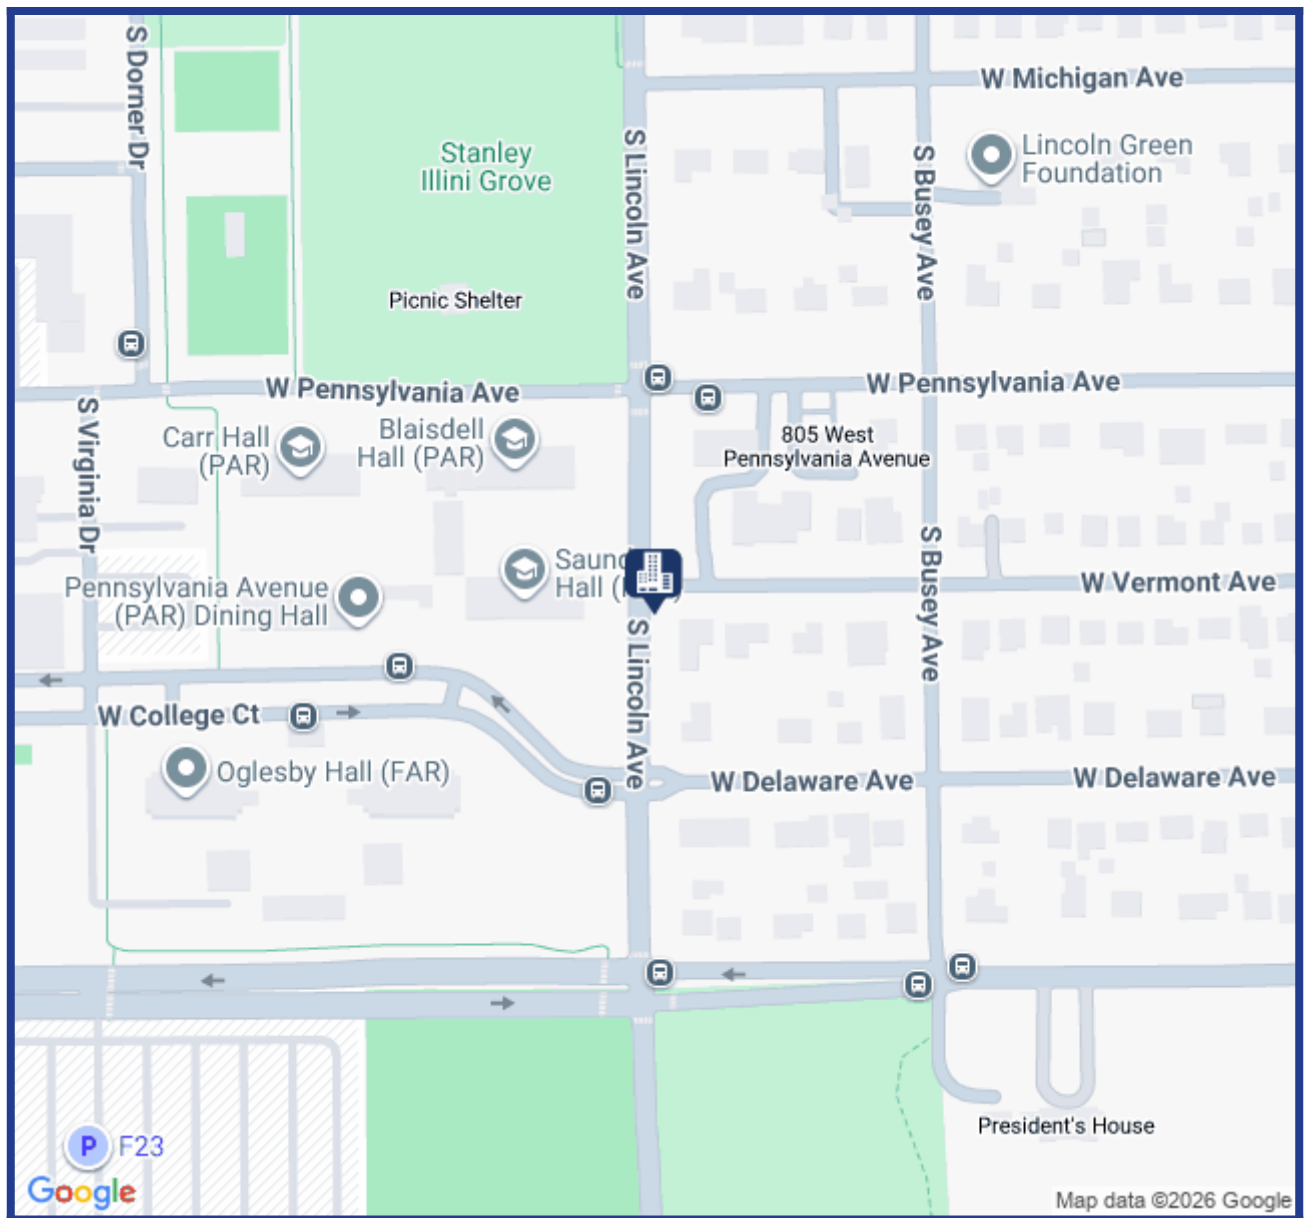 S Dorner Dr
W Michigan Ave
Stanley
Illini Grove
S Lincoln Ave
S Busey Ave
Lincoln Green
Foundation
Picnic Shelter
W Pennsylvania Ave
W Pennsylvania Ave
S Virginia Dr
Carr Hall
(PAR)
Blaisdell
Hall (PAR)
805 West
Pennsylvania Avenue
Pennsylvania Avenue
(PAR) Dining Hall
Hall
S Busey Ave
W Vermont Ave
S Lincoln Ave
W College Ct
Oglesby Hall (FAR)
W Delaware Ave
W Delaware Ave
President's House
P F23
Google
Map data ©2026 Google